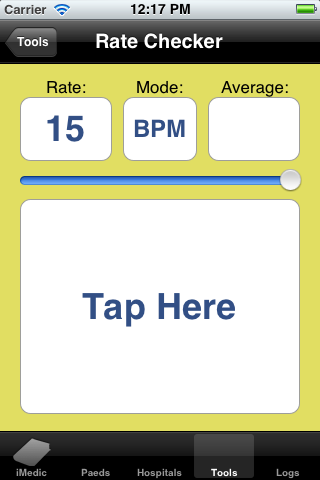 Carrier 12:17 PM
Tools Rate Checker
Rate: Mode: Average:
15 BPM
Tap Here
iMedic Paeds Hospitals Tools Logs